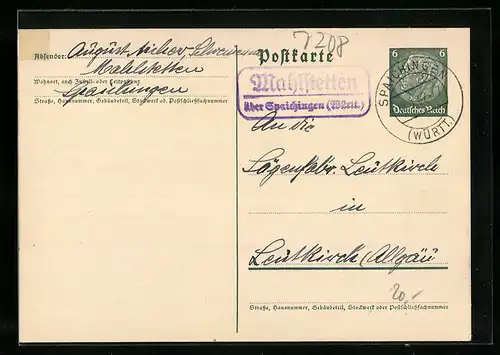 7208
Absender: August
Mahlstetten
Wohnort, auch Zustell- oder Leitpostamt
Spaichingen
Straße, Hausnummer, Gebäudeteil, Stockwerk od. Postschließfachnummer
Postkarte
6 6
Deutsches Reich
SPAICHINGEN
(WÜRTT.)
Mahlstetten
über Spaichingen (Württ.)
An die
Sägenfabr. Leutkirch
in
Leutkirch (Allgäu)
20,-
Straße, Hausnummer, Gebäudeteil, Stockwerk oder Postschließfachnummer